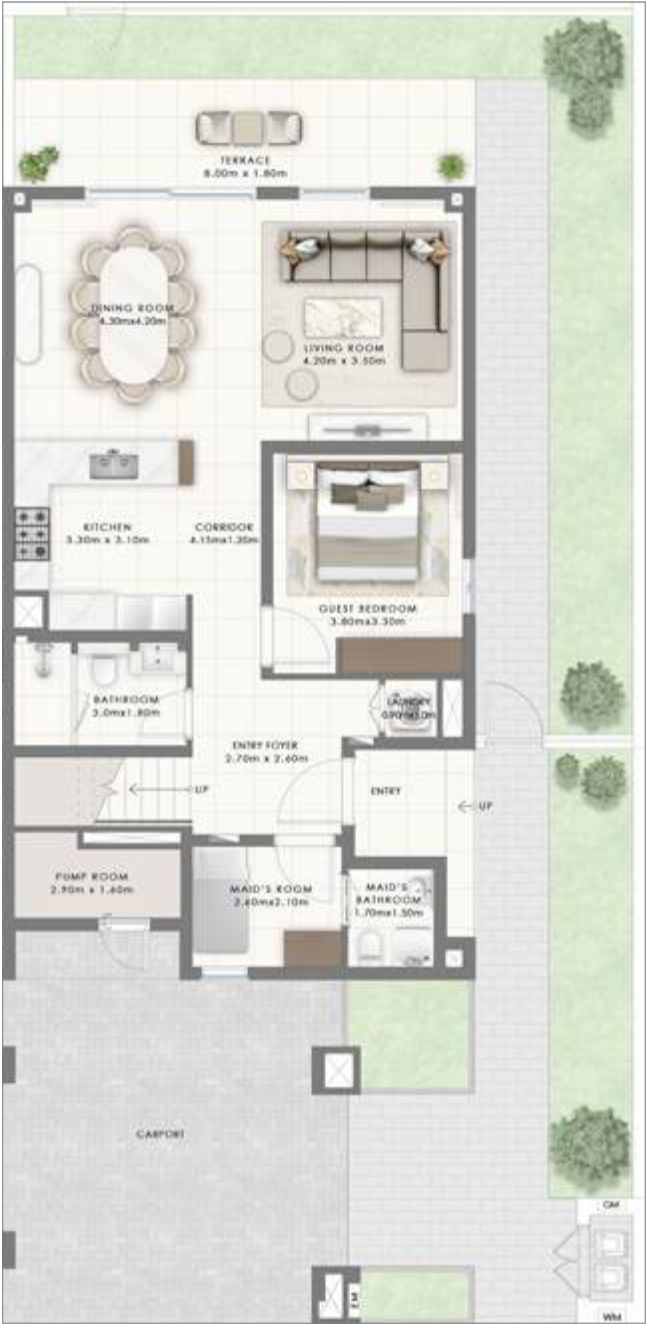 TERRACE
8.00m x 1.80m
DINING ROOM
4.30mx4.20m
LIVING ROOM
4.20m x 3.50m
KITCHEN
3.30m x 3.10m
CORRIDOR
4.15mx1.20m
GUEST BEDROOM
3.80mx3.30m
BATHROOM
3.0mx1.80m
LAUNDRY
ENTRY FOYER
2.70m x 2.60m
UP
ENTRY
UP
PUMP ROOM
2.90m x 1.60m
MAID'S ROOM
2.60mx2.10m
MAID'S
BATHROOM
1.70mx1.50m
CARPORT
GM
EM
WM